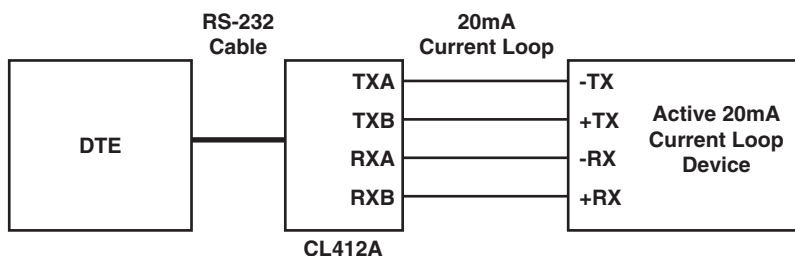 RS-232
Cable
20mA
Current Loop
DTE
TXA
TXB
RXA
RXB
CL412A
-TX
+TX
-RX
+RX
Active 20mA
Current Loop
Device